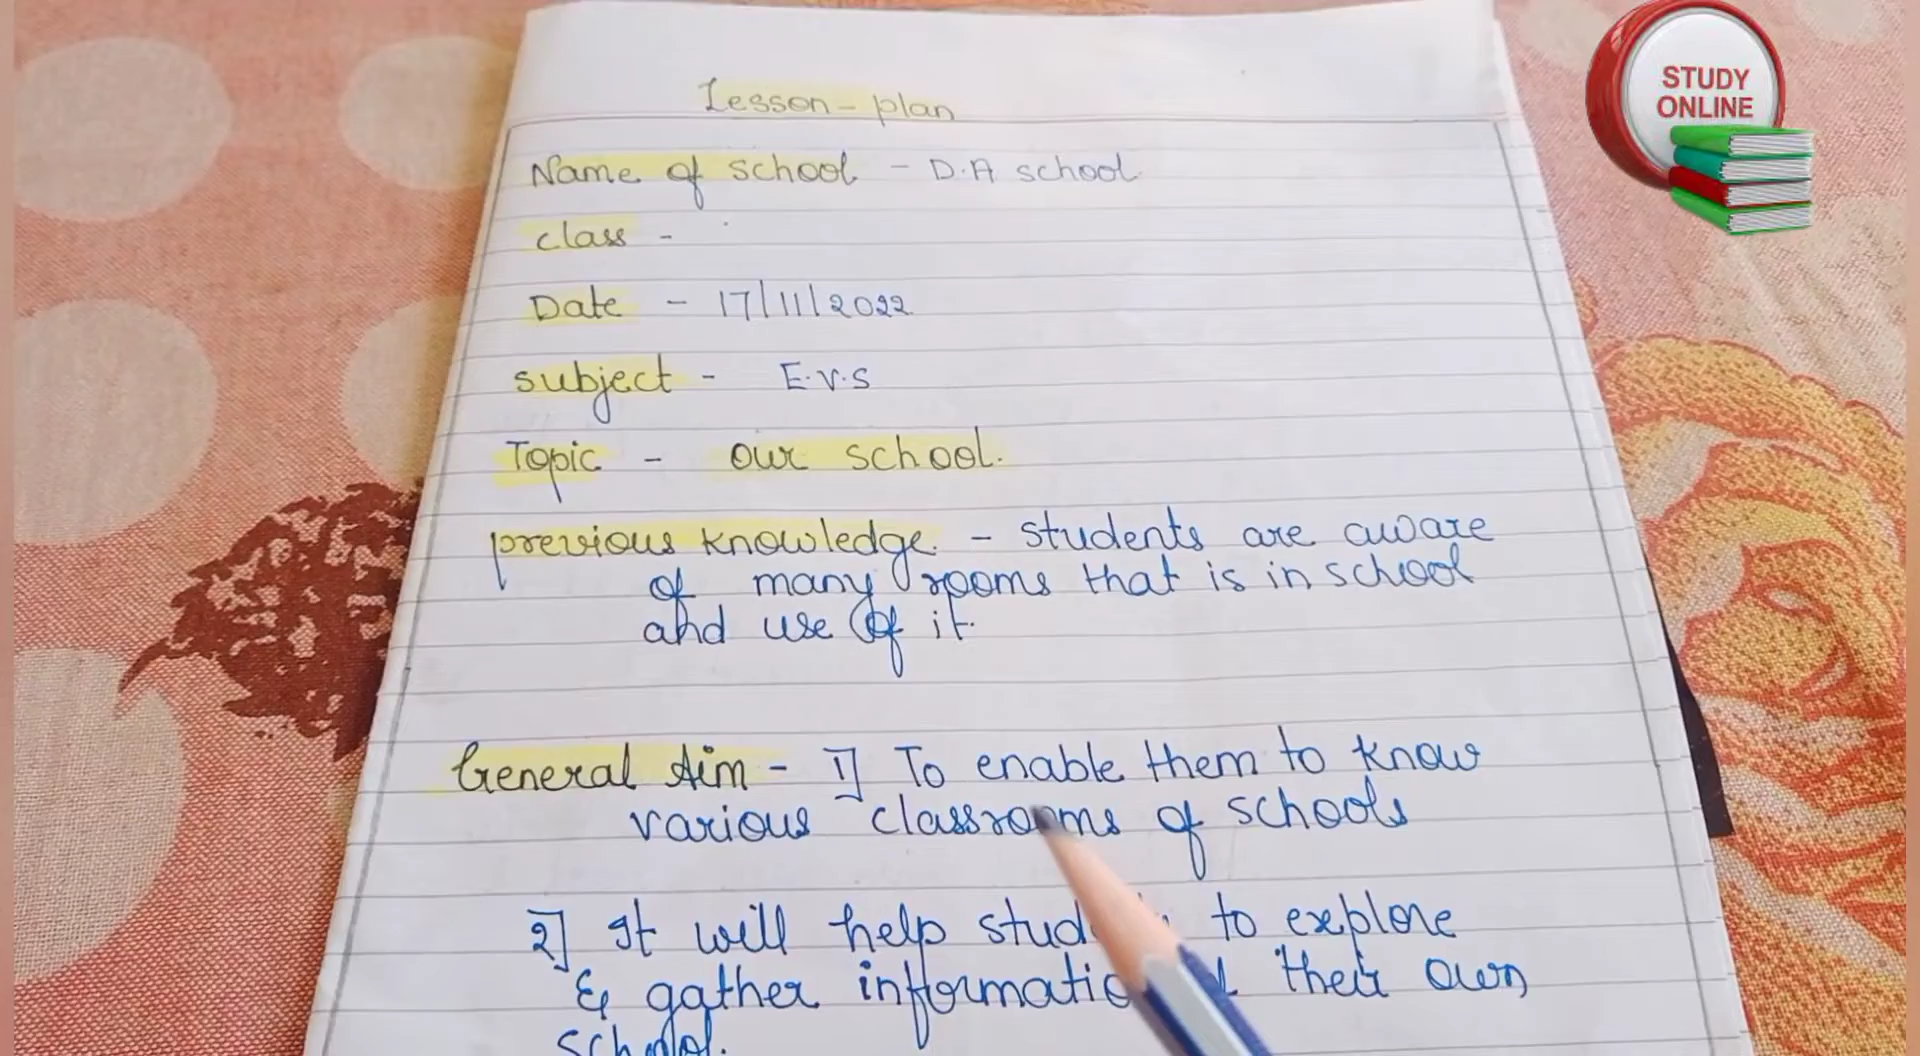 STUDY
ONLINE
Lesson - plan
Name of school - D.A school
class -
Date - 17/11/2022
subject - E.V.S
Topic - our school.
previous knowledge - students are aware
of many rooms that is in school
and use of it.
General Aim - 1] To enable them to know
various classrooms of schools
2] It will help to explore
& gather their own
school.